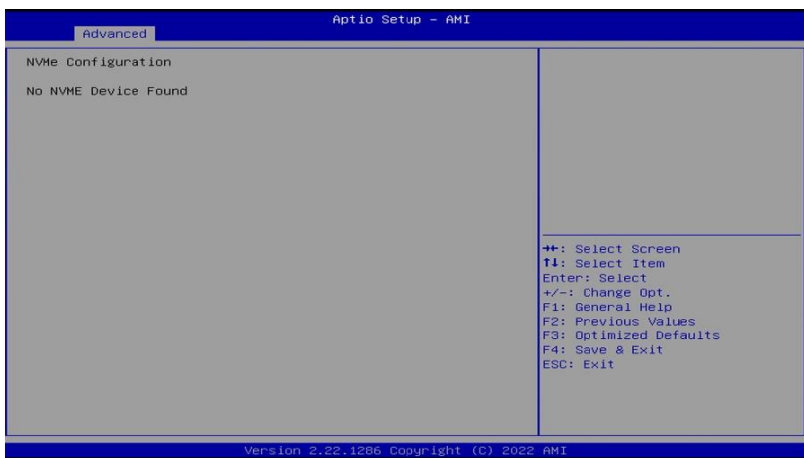 Aptio Setup – AMI
Advanced
NVMe Configuration
No NVME Device Found
→←: Select Screen
↑↓: Select Item
Enter: Select
+/-: Change Opt.
F1: General Help
F2: Previous Values
F3: Optimized Defaults
F4: Save & Exit
ESC: Exit
Version 2.22.1286 Copyright (C) 2022 AMI